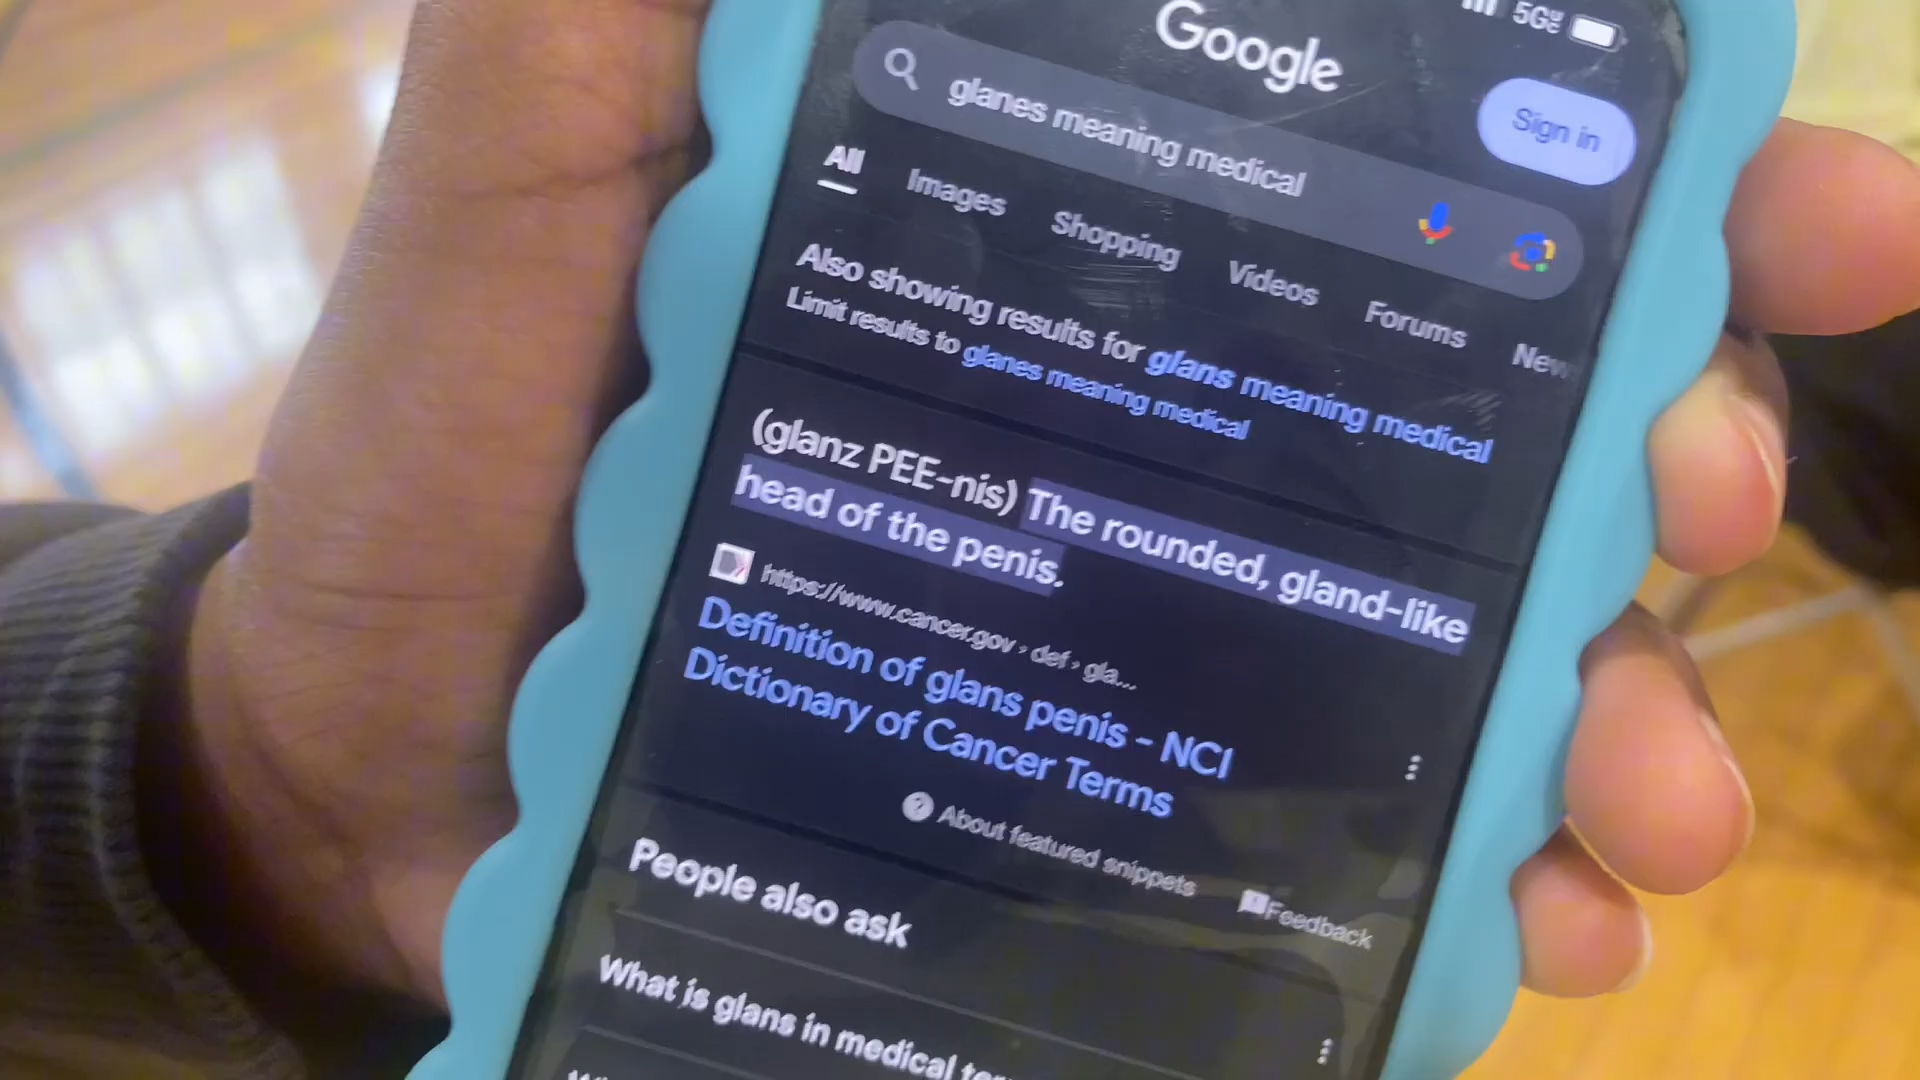 5G
Google
Sign in
glanes meaning medical
All Images Shopping Videos Forums New
Also showing results for glans meaning medical
Limit results to glanes meaning medical
(glanz PEE-nis) The rounded, gland-like
head of the penis.
https://www.cancer.gov › def › gla...
Definition of glans penis - NCI
Dictionary of Cancer Terms
About featured snippets
Feedback
People also ask
What is glans in medical